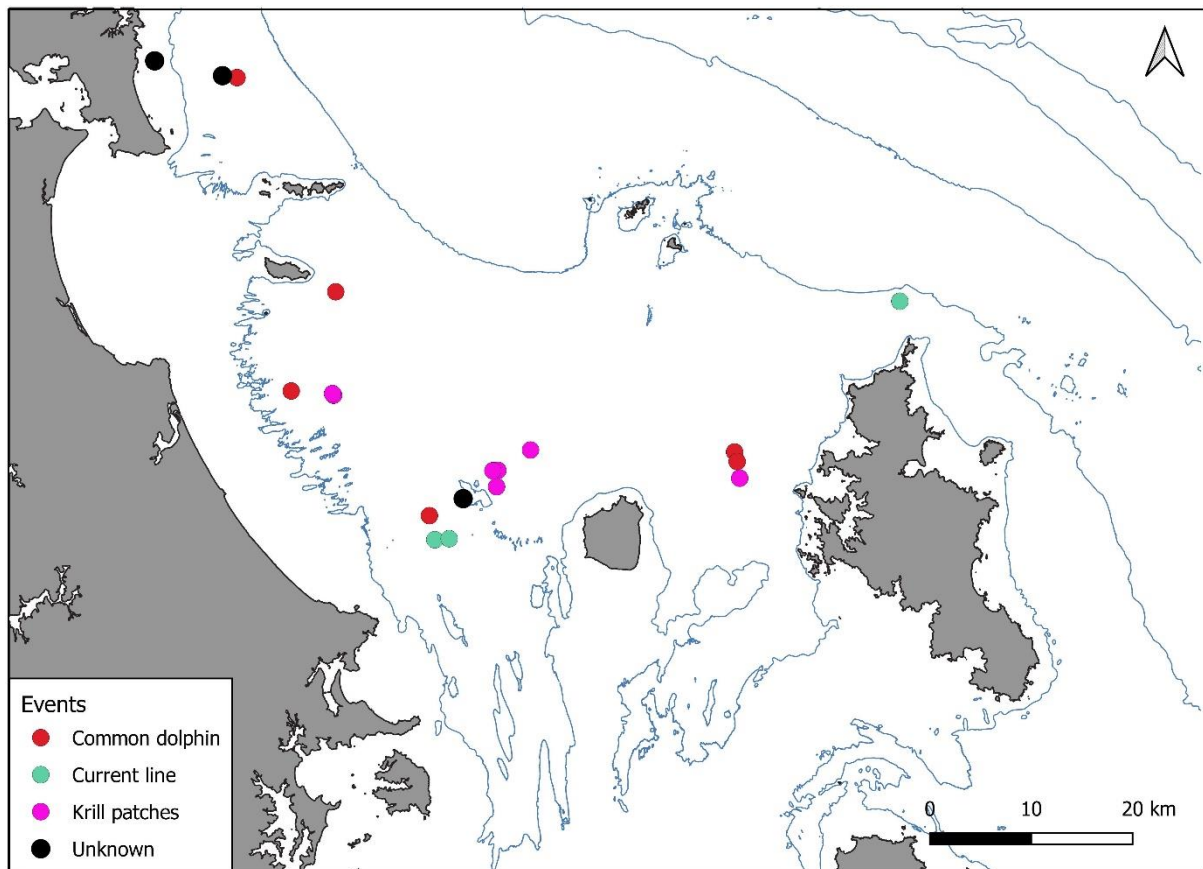 Events
Common dolphin
Current line
Krill patches
Unknown
0 10 20 km